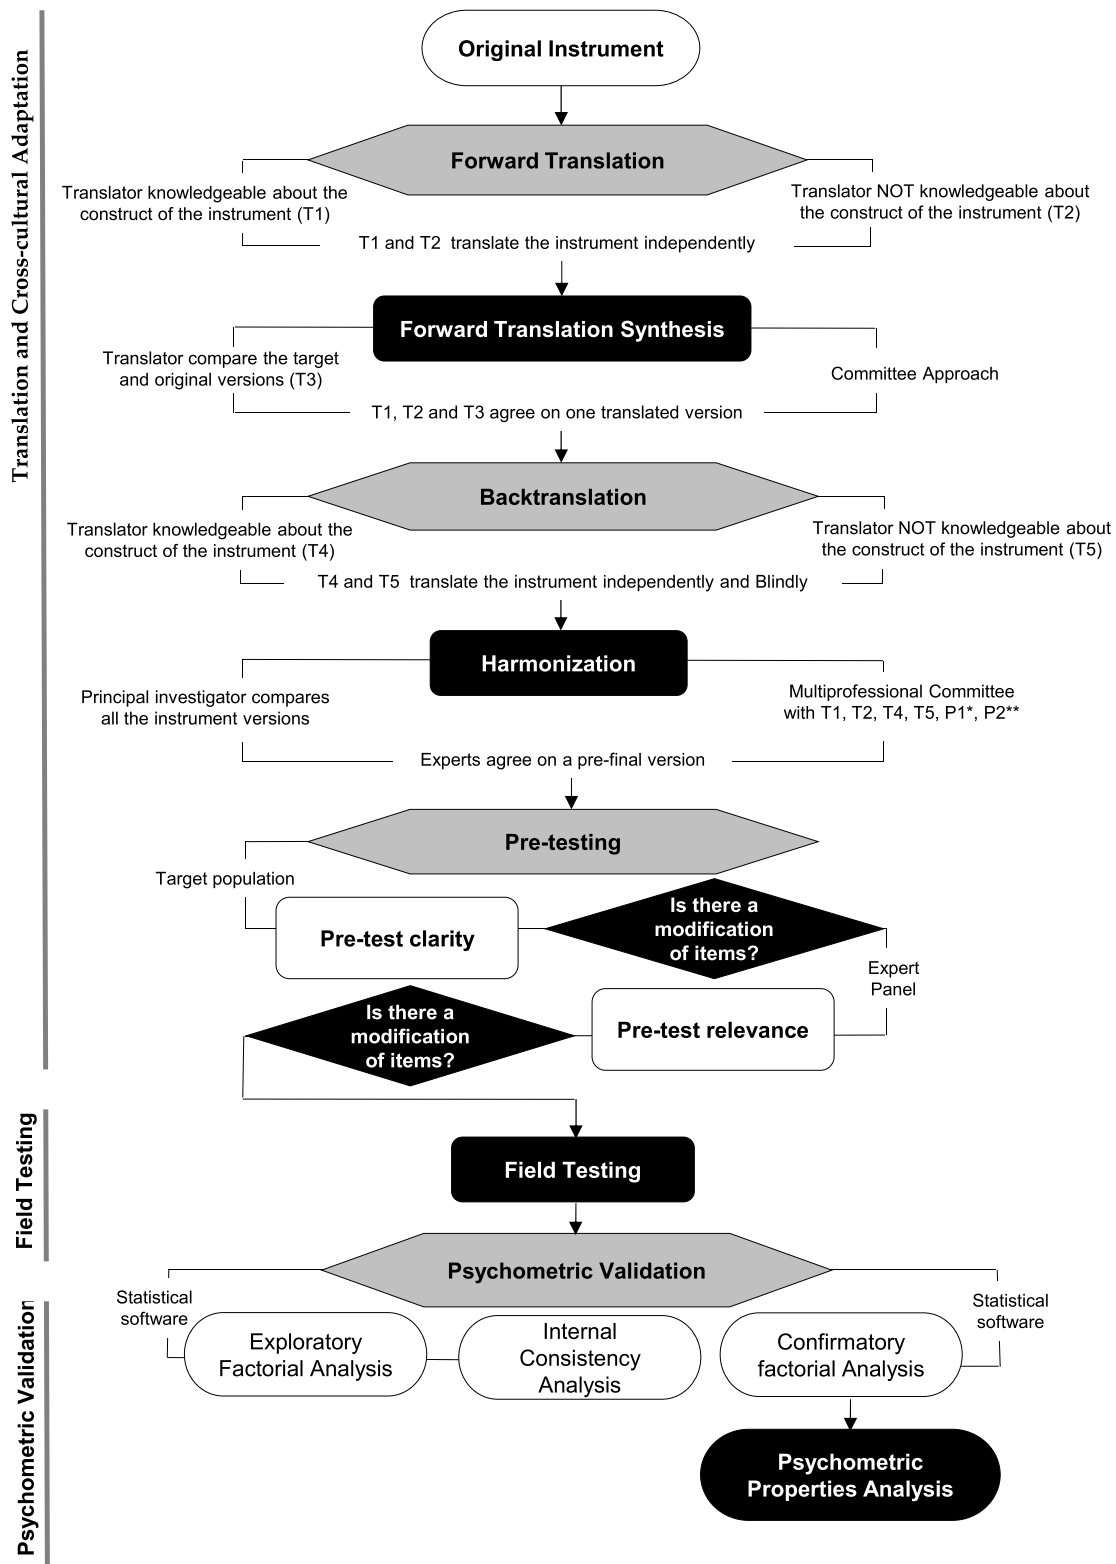 Translation and Cross-cultural Adaptation
Original Instrument
Forward Translation
Translator knowledgeable about the
construct of the instrument (T1)
Translator NOT knowledgeable about
the construct of the instrument (T2)
T1 and T2 translate the instrument independently
Forward Translation Synthesis
Translator compare the target
and original versions (T3)
Committee Approach
T1, T2 and T3 agree on one translated version
Backtranslation
Translator knowledgeable about the
construct of the instrument (T4)
Translator NOT knowledgeable about
the construct of the instrument (T5)
T4 and T5 translate the instrument independently and Blindly
Harmonization
Principal investigator compares
all the instrument versions
Multiprofessional Committee
with T1, T2, T4, T5, P1*, P2**
Experts agree on a pre-final version
Pre-testing
Target population
Pre-test clarity
Is there a
modification
of items?
Expert
Panel
Pre-test relevance
Is there a
modification
of items?
Field Testing
Field Testing
Psychometric Validation
Psychometric Validation
Statistical
software
Exploratory
Factorial Analysis
Internal
Consistency
Analysis
Confirmatory
factorial Analysis
Statistical
software
Psychometric
Properties Analysis